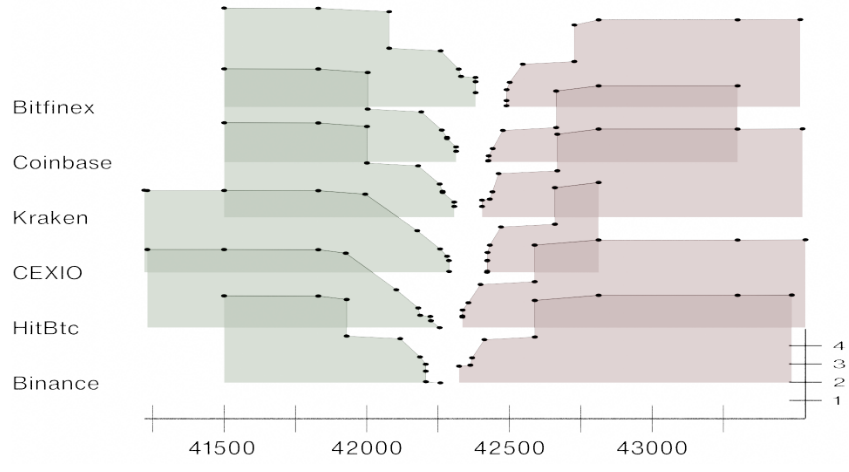 Bitfinex
Coinbase
Kraken
CEXIO
HitBtc
Binance
4
3
2
1
41500 42000 42500 43000